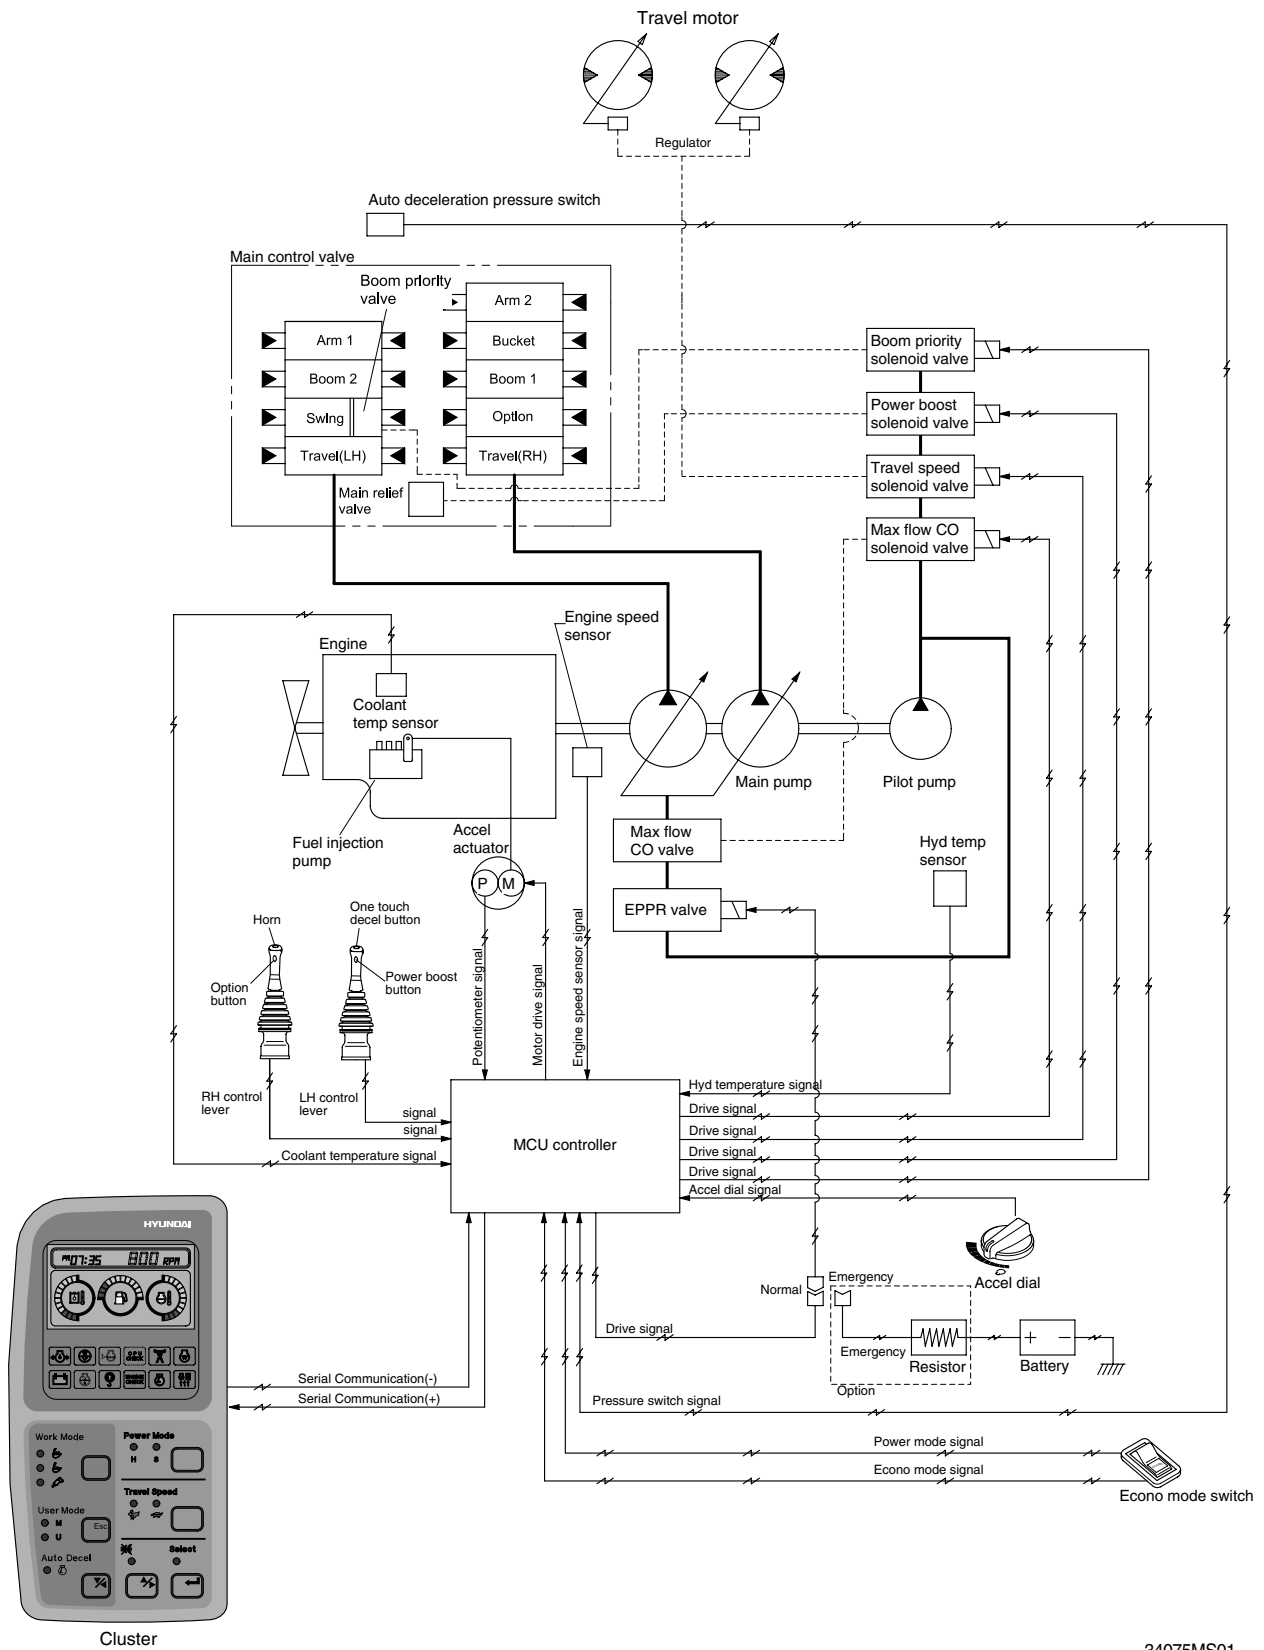 Travel motor
Regulator
Auto deceleration pressure switch
Main control valve
Boom priority
valve
Arm 2
Arm 1
Bucket
Boom 2
Boom 1
Swing
Option
Travel(LH)
Travel(RH)
Main relief
valve
Boom priority
solenoid valve
Power boost
solenoid valve
Travel speed
solenoid valve
Max flow CO
solenoid valve
Engine speed
sensor
Engine
Coolant
temp sensor
Fuel injection
pump
Accel
actuator
P
M
Main pump
Pilot pump
Max flow
CO valve
EPPR valve
Hyd temp
sensor
Horn
Option
button
One touch
decel button
Power boost
button
RH control
lever
LH control
lever
Potentiometer signal
Motor drive signal
Engine speed sensor signal
signal
signal
Coolant temperature signal
MCU controller
Hyd temperature signal
Drive signal
Drive signal
Drive signal
Drive signal
Accel dial signal
Accel dial
Normal
Emergency
Emergency
Resistor
Option
Battery
+ −
Drive signal
Serial Communication(-)
Serial Communication(+)
Pressure switch signal
Power mode signal
Econo mode signal
Econo mode switch
HYUNDAI
PM 07:35 800 RPM
CPU
CHECK
ENGINE
CHECK
Work Mode
Power Mode
H S
Travel Speed
User Mode
M
U
Esc
Auto Decel
Select
Cluster
34075MS01